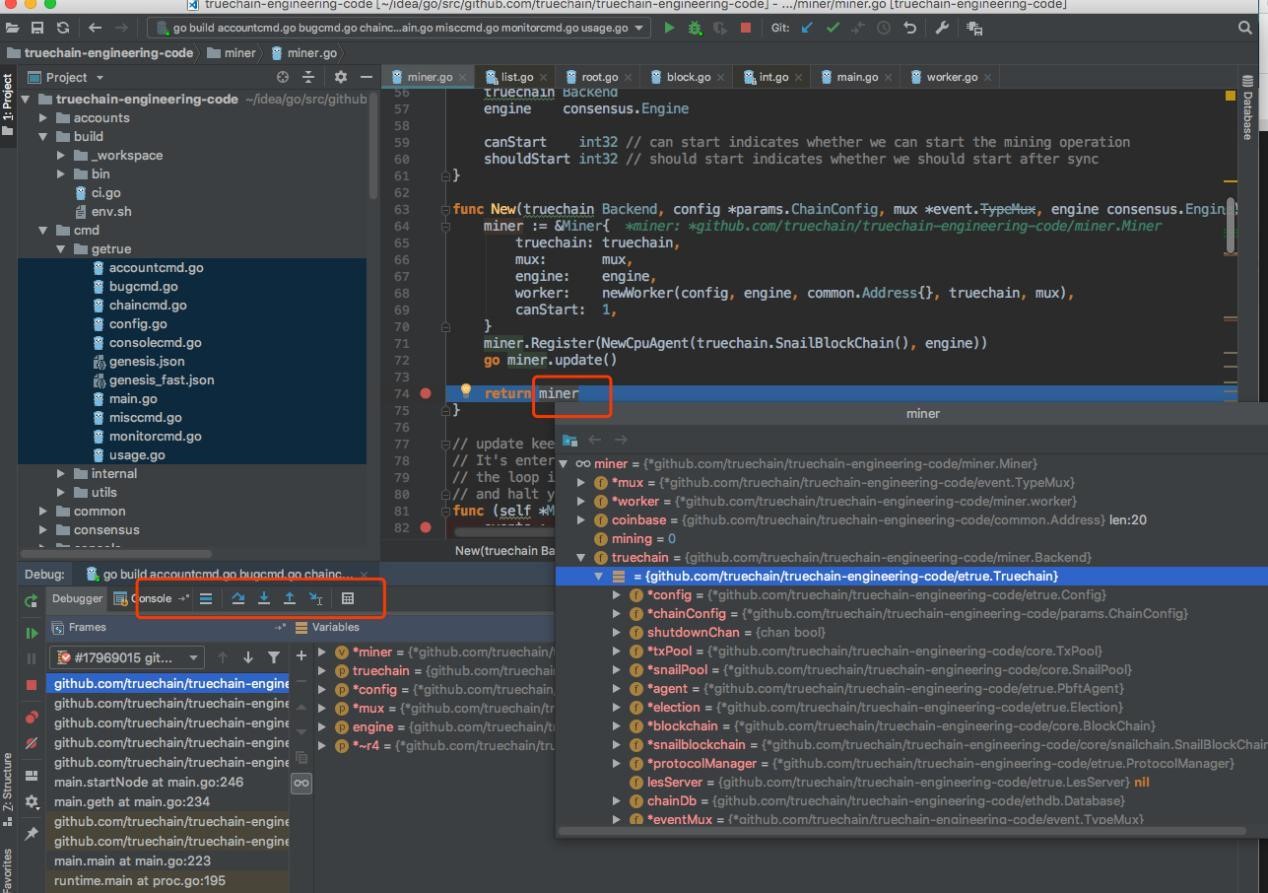 truechain-engineering-code [~/idea/go/src/github.com/truechain/truechain-engineering-code] - .../miner/miner.go [truechain-engineering-code]
go build accountcmd.go bugcmd.go chainc...ain.go misccmd.go monitorcmd.go usage.go
Git:
truechain-engineering-code
miner
miner.go
1: Project
Project
miner.go
list.go
root.go
block.go
int.go
main.go
worker.go
Database
truechain-engineering-code ~/idea/go/src/github
accounts
build
_workspace
bin
ci.go
env.sh
cmd
getrue
accountcmd.go
bugcmd.go
chaincmd.go
config.go
consolecmd.go
genesis.json
genesis_fast.json
main.go
misccmd.go
monitorcmd.go
usage.go
internal
utils
common
consensus
56 truechain Backend
57 engine consensus.Engine
58
59 canStart int32 // can start indicates whether we can start the mining operation
60 shouldStart int32 // should start indicates whether we should start after sync
61 }
62
63 func New(truechain Backend, config *params.ChainConfig, mux *event.TypeMux, engine consensus.Engin
64 miner := &Miner{ *miner: *github.com/truechain/truechain-engineering-code/miner.Miner
65 truechain: truechain,
66 mux: mux,
67 engine: engine,
68 worker: newWorker(config, engine, common.Address{}, truechain, mux),
69 canStart: 1,
70 }
71 miner.Register(NewCpuAgent(truechain.SnailBlockChain(), engine))
72 go miner.update()
73
74 return miner
75 }
76
77 // update kee
78 // It's enter
79 // the loop i
80 // and halt y
81 func (self *M
82
New(truechain Ba
miner
miner = {*github.com/truechain/truechain-engineering-code/miner.Miner}
*mux = {*github.com/truechain/truechain-engineering-code/event.TypeMux}
*worker = {*github.com/truechain/truechain-engineering-code/miner.worker}
coinbase = {github.com/truechain/truechain-engineering-code/common.Address} len:20
mining = 0
truechain = {github.com/truechain/truechain-engineering-code/miner.Backend}
= {github.com/truechain/truechain-engineering-code/etrue.Truechain}
*config = {*github.com/truechain/truechain-engineering-code/etrue.Config}
*chainConfig = {*github.com/truechain/truechain-engineering-code/params.ChainConfig}
shutdownChan = {chan bool}
*txPool = {*github.com/truechain/truechain-engineering-code/core.TxPool}
*snailPool = {*github.com/truechain/truechain-engineering-code/core.SnailPool}
*agent = {*github.com/truechain/truechain-engineering-code/etrue.PbftAgent}
*election = {*github.com/truechain/truechain-engineering-code/etrue.Election}
*blockchain = {*github.com/truechain/truechain-engineering-code/core.BlockChain}
*snailblockchain = {*github.com/truechain/truechain-engineering-code/core/snailchain.SnailBlockChain
*protocolManager = {*github.com/truechain/truechain-engineering-code/etrue.ProtocolManager}
lesServer = {github.com/truechain/truechain-engineering-code/etrue.LesServer} nil
chainDb = {github.com/truechain/truechain-engineering-code/ethdb.Database}
*eventMux = {*github.com/truechain/truechain-engineering-code/event.TypeMux}
Debug:
go build accountcmd.go bugcmd.go chainc...
Debugger
Console
Frames
Variables
#17969015 git...
github.com/truechain/truechain-engine
github.com/truechain/truechain-engine
github.com/truechain/truechain-engine
github.com/truechain/truechain-engine
github.com/truechain/truechain-engine
main.startNode at main.go:246
main.geth at main.go:234
github.com/truechain/truechain-engine
github.com/truechain/truechain-engine
main.main at main.go:223
runtime.main at proc.go:195
*miner = {*github.com/truechain/
truechain = {github.com/truechain
*config = {*github.com/truechain/
*mux = {*github.com/truechain/tru
engine = {github.com/truechain/tr
*~r4 = {*github.com/truechain/tru
Z: Structure
Favorites